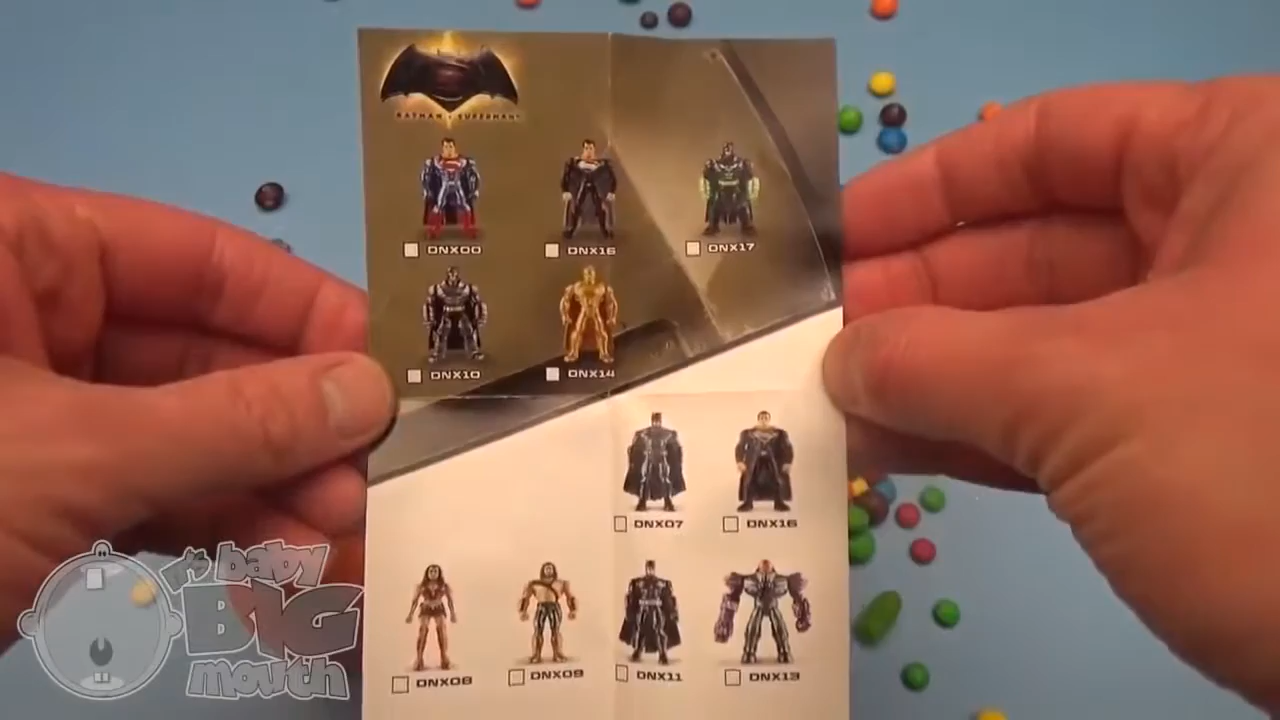 BATMAN v SUPERMAN
DNX00
DNX16
DNX17
DNX10
DNX14
DNX07
DNX16
DNX08
DNX09
DNX11
DNX13
it's baby
BIG
mouth